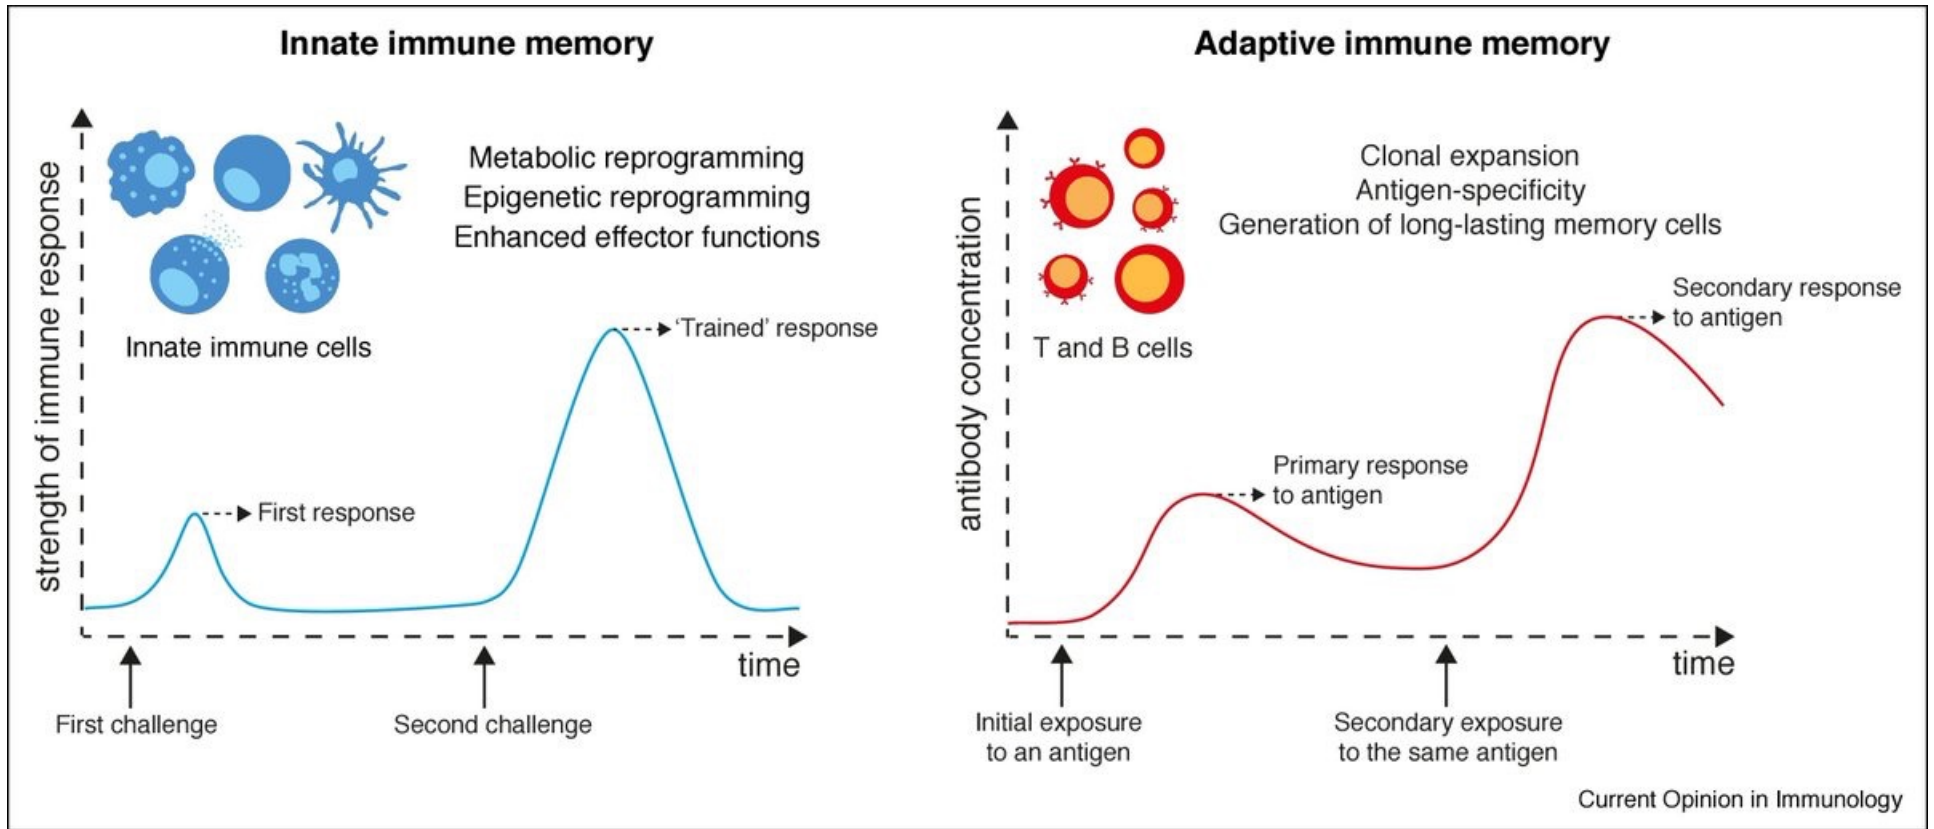 Innate immune memory
strength of immune response
Metabolic reprogramming
Epigenetic reprogramming
Enhanced effector functions
Innate immune cells
'Trained' response
First response
time
First challenge
Second challenge
Adaptive immune memory
antibody concentration
Clonal expansion
Antigen-specificity
Generation of long-lasting memory cells
T and B cells
Secondary response
to antigen
Primary response
to antigen
time
Initial exposure
to an antigen
Secondary exposure
to the same antigen
Current Opinion in Immunology